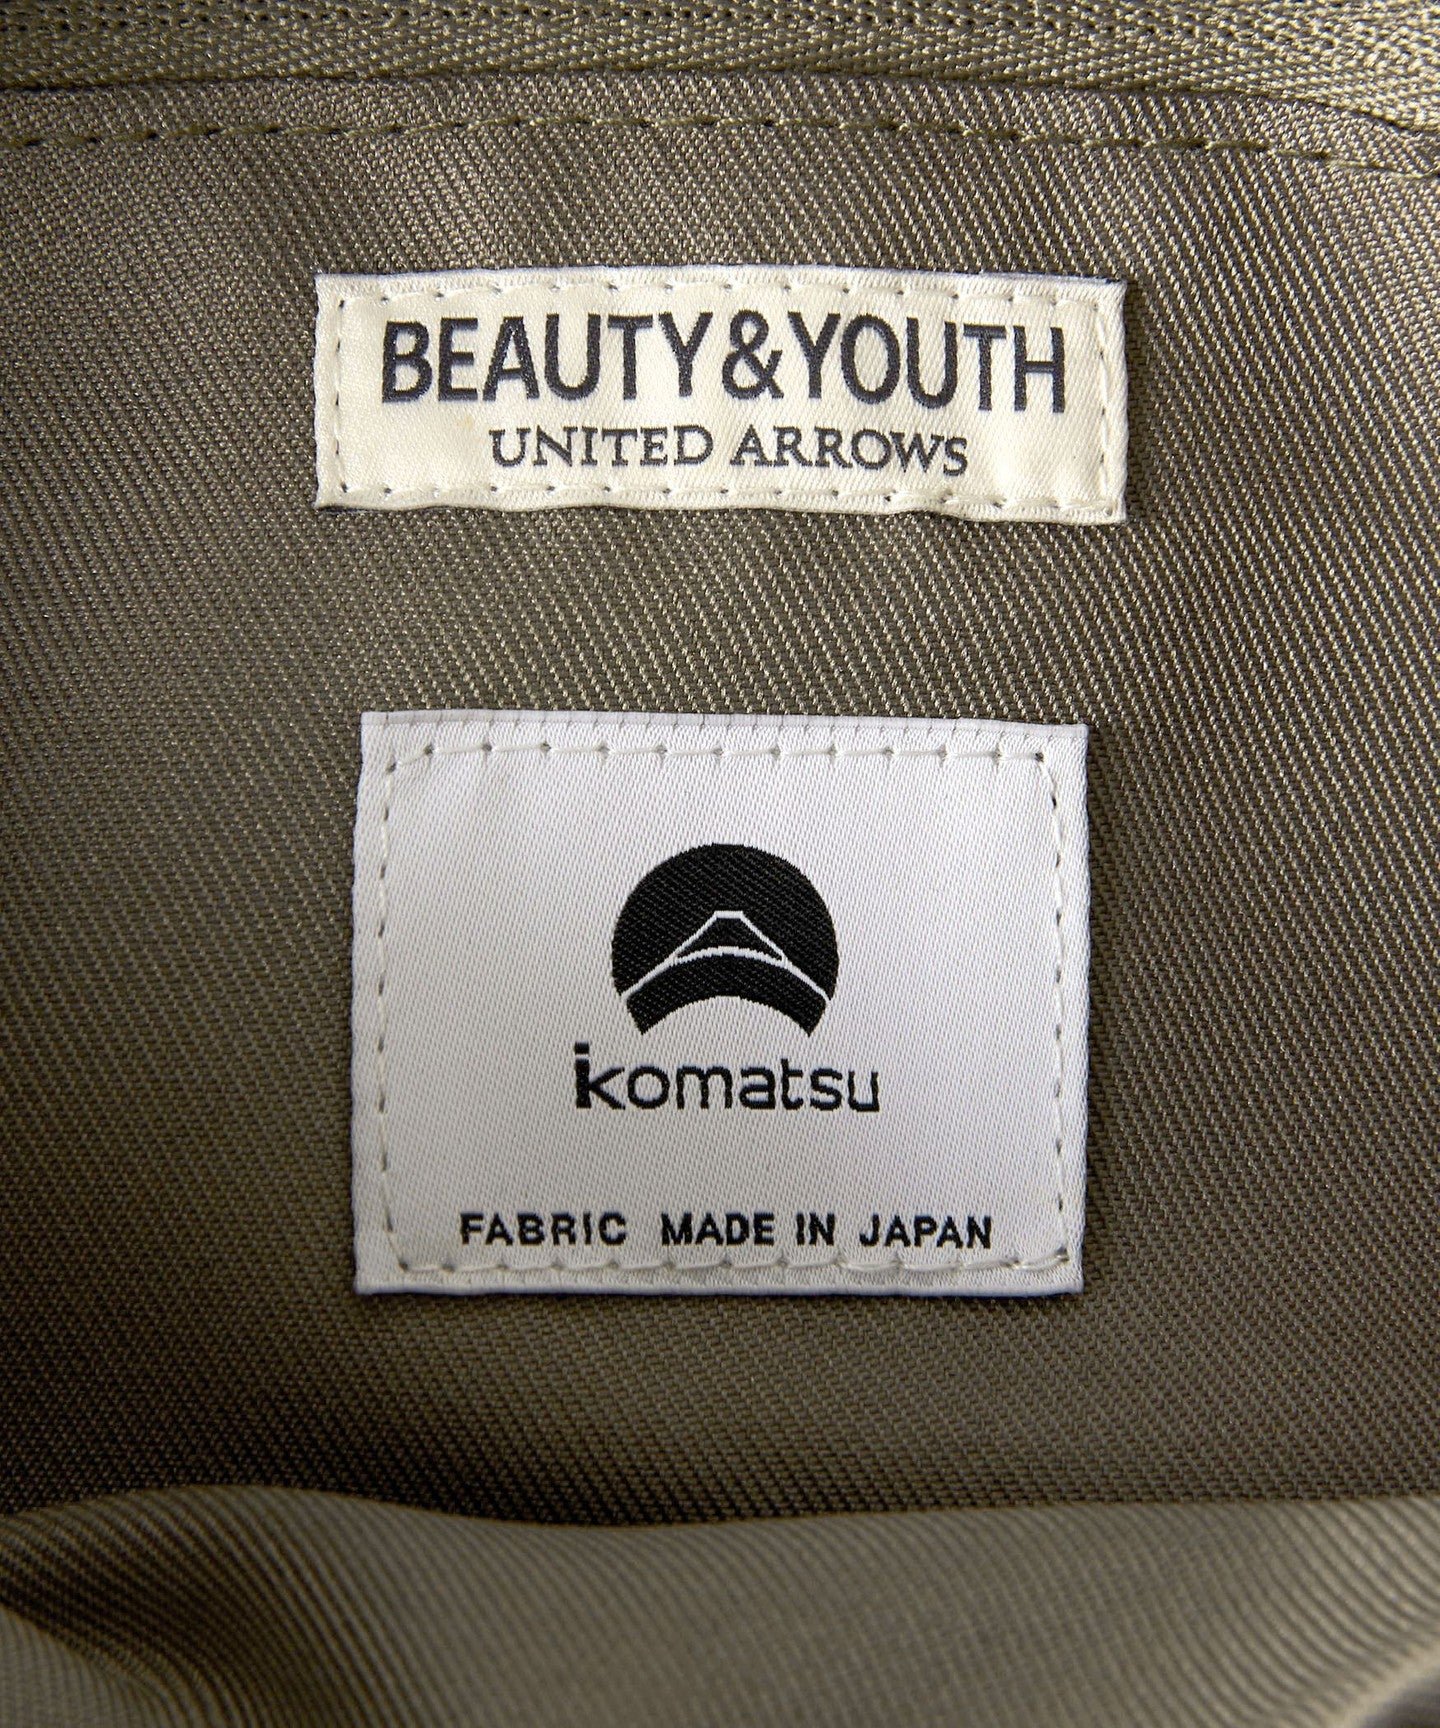 BEAUTY&YOUTH
UNITED ARROWS
komatsu
FABRIC MADE IN JAPAN